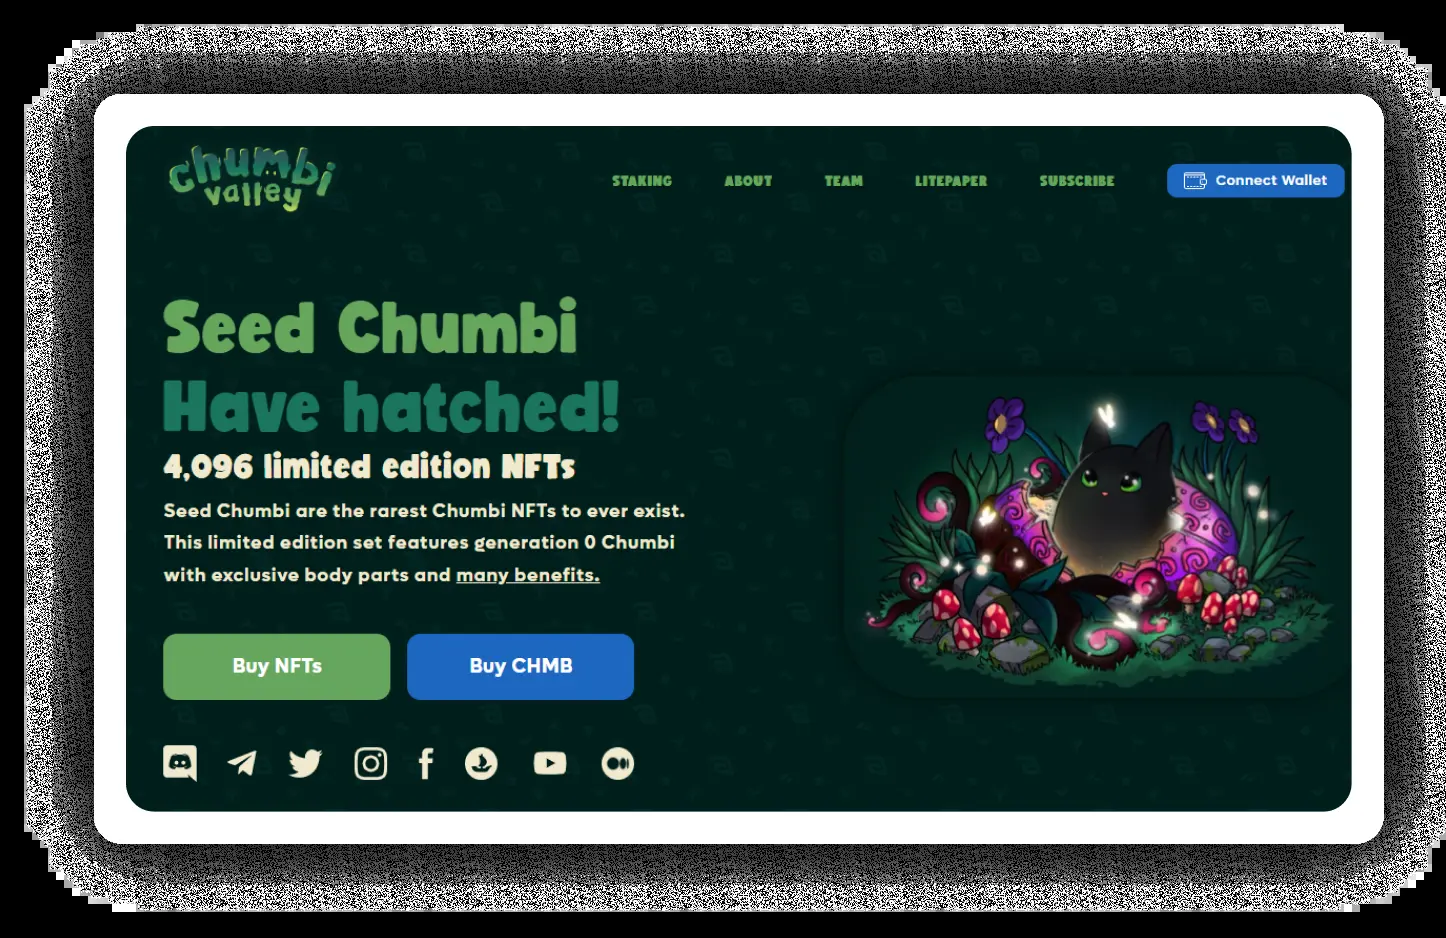 Chumbi
valley
STAKING
ABOUT
TEAM
LITEPAPER
SUBSCRIBE
Connect Wallet
Seed Chumbi
Have hatched!
4,096 limited edition NFTs
Seed Chumbi are the rarest Chumbi NFTs to ever exist.
This limited edition set features generation 0 Chumbi
with exclusive body parts and many benefits.
Buy NFTs
Buy CHMB